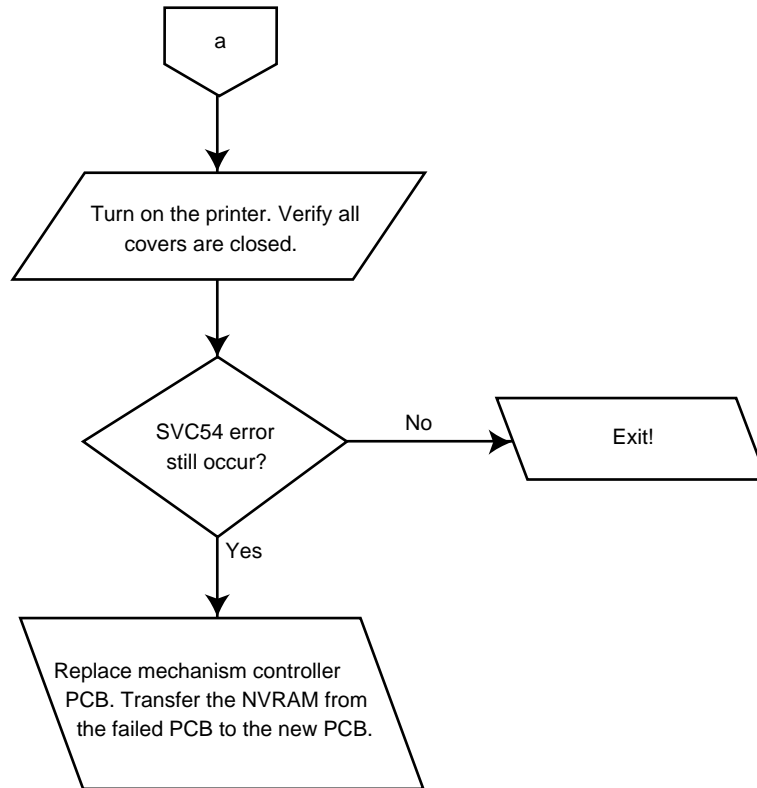 a
Turn on the printer. Verify all
covers are closed.
SVC54 error
still occur?
No
Exit!
Yes
Replace mechanism controller
PCB. Transfer the NVRAM from
the failed PCB to the new PCB.